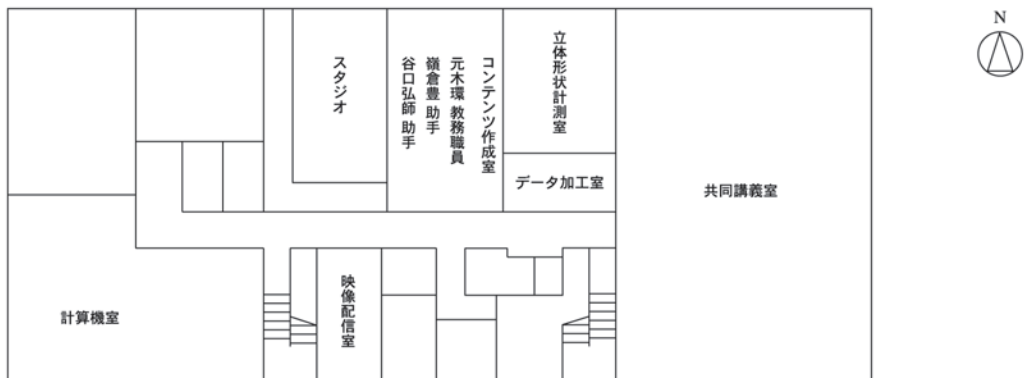 N
スタジオ
コンテンツ作成室
元木環 教務職員
嶺倉豊 助手
谷口弘師 助手
立体形状計測室
データ加工室
共同講義室
計算機室
映像配信室